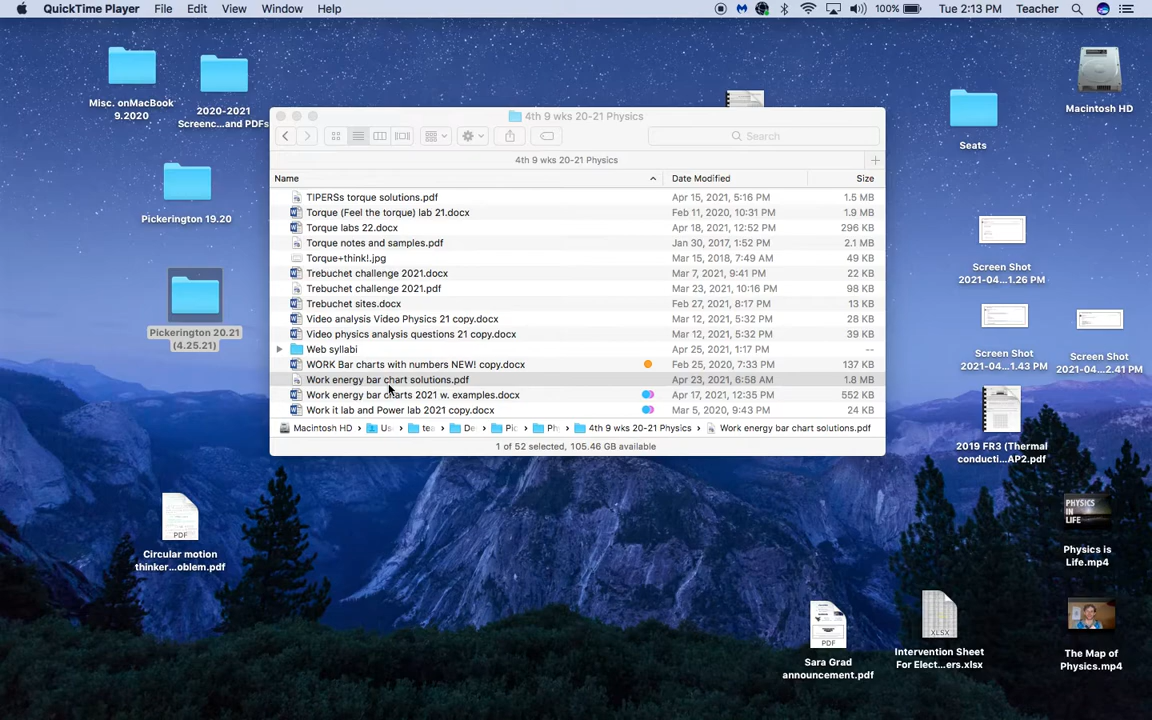 QuickTime Player File Edit View Window Help 100% Tue 2:13 PM Teacher
Misc. onMacBook
9.2020
2020-2021
Screenc...and PDFs
Pickerington 19.20
Pickerington 20.21
(4.25.21)
Circular motion
thinker...oblem.pdf
4th 9 wks 20-21 Physics
Search
4th 9 wks 20-21 Physics
Name Date Modified Size
TIPERSs torque solutions.pdf Apr 15, 2021, 5:16 PM 1.5 MB
Torque (Feel the torque) lab 21.docx Feb 11, 2020, 10:31 PM 1.9 MB
Torque labs 22.docx Apr 18, 2021, 12:52 PM 296 KB
Torque notes and samples.pdf Jan 30, 2017, 1:52 PM 2.1 MB
Torque+think!.jpg Mar 15, 2018, 7:49 AM 49 KB
Trebuchet challenge 2021.docx Mar 7, 2021, 9:41 PM 22 KB
Trebuchet challenge 2021.pdf Mar 23, 2021, 10:16 PM 98 KB
Trebuchet sites.docx Feb 27, 2021, 8:17 PM 13 KB
Video analysis Video Physics 21 copy.docx Mar 12, 2021, 5:32 PM 28 KB
Video physics analysis questions 21 copy.docx Mar 12, 2021, 5:32 PM 39 KB
Web syllabi Apr 25, 2021, 1:17 PM --
WORK Bar charts with numbers NEW! copy.docx Feb 25, 2020, 7:33 PM 137 KB
Work energy bar chart solutions.pdf Apr 23, 2021, 6:58 AM 1.8 MB
Work energy bar charts 2021 w. examples.docx Apr 17, 2021, 12:35 PM 552 KB
Work it lab and Power lab 2021 copy.docx Mar 5, 2020, 9:43 PM 24 KB
Macintosh HD › Us › tea › De › Pic › Ph › 4th 9 wks 20-21 Physics › Work energy bar chart solutions.pdf
1 of 52 selected, 105.46 GB available
Macintosh HD
Seats
Screen Shot
2021-04...1.26 PM
Screen Shot
2021-04...1.43 PM
Screen Shot
2021-04...2.41 PM
2019 FR3 (Thermal
conducti...AP2.pdf
PHYSICS
IN
LIFE
Physics is
Life.mp4
PDF
XLSX
PDF
Sara Grad
announcement.pdf
Intervention Sheet
For Elect...ers.xlsx
The Map of
Physics.mp4